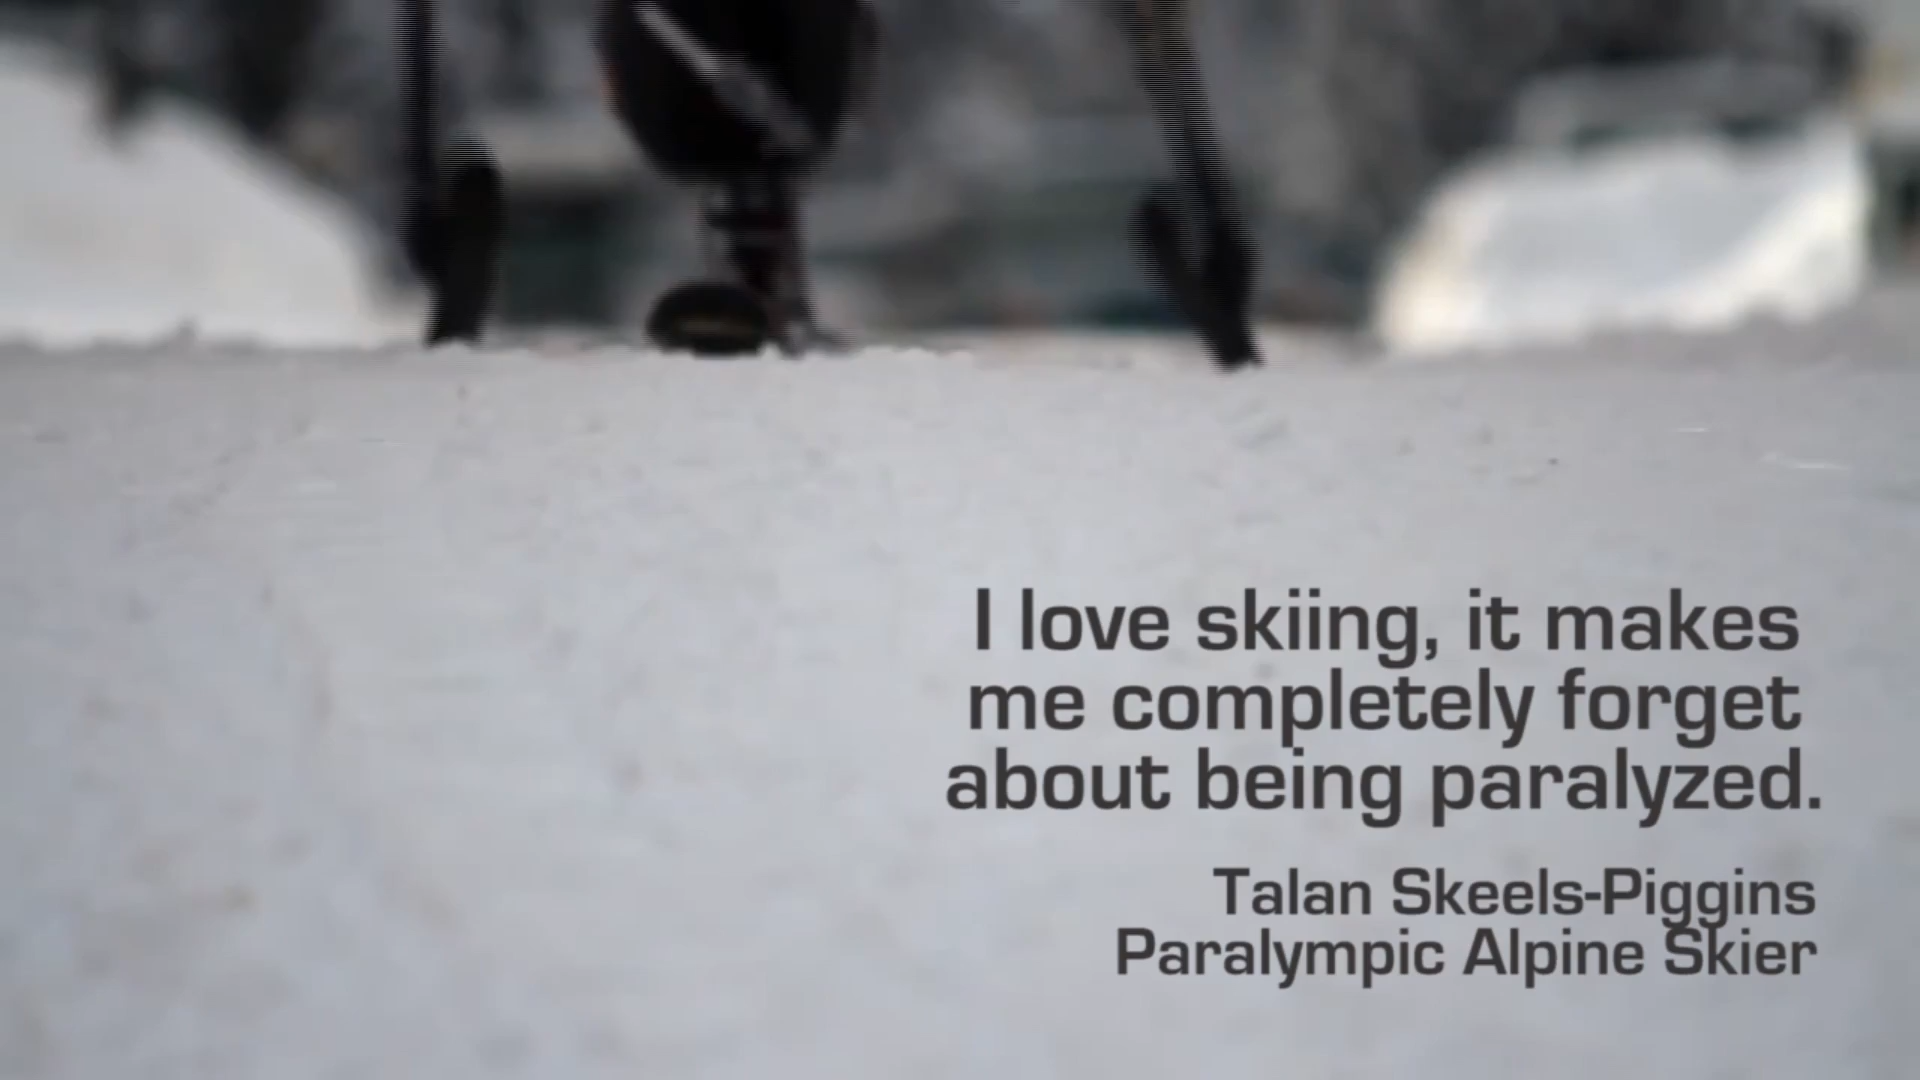 I love skiing, it makes
me completely forget
about being paralyzed.
Talan Skeels-Piggins
Paralympic Alpine Skier